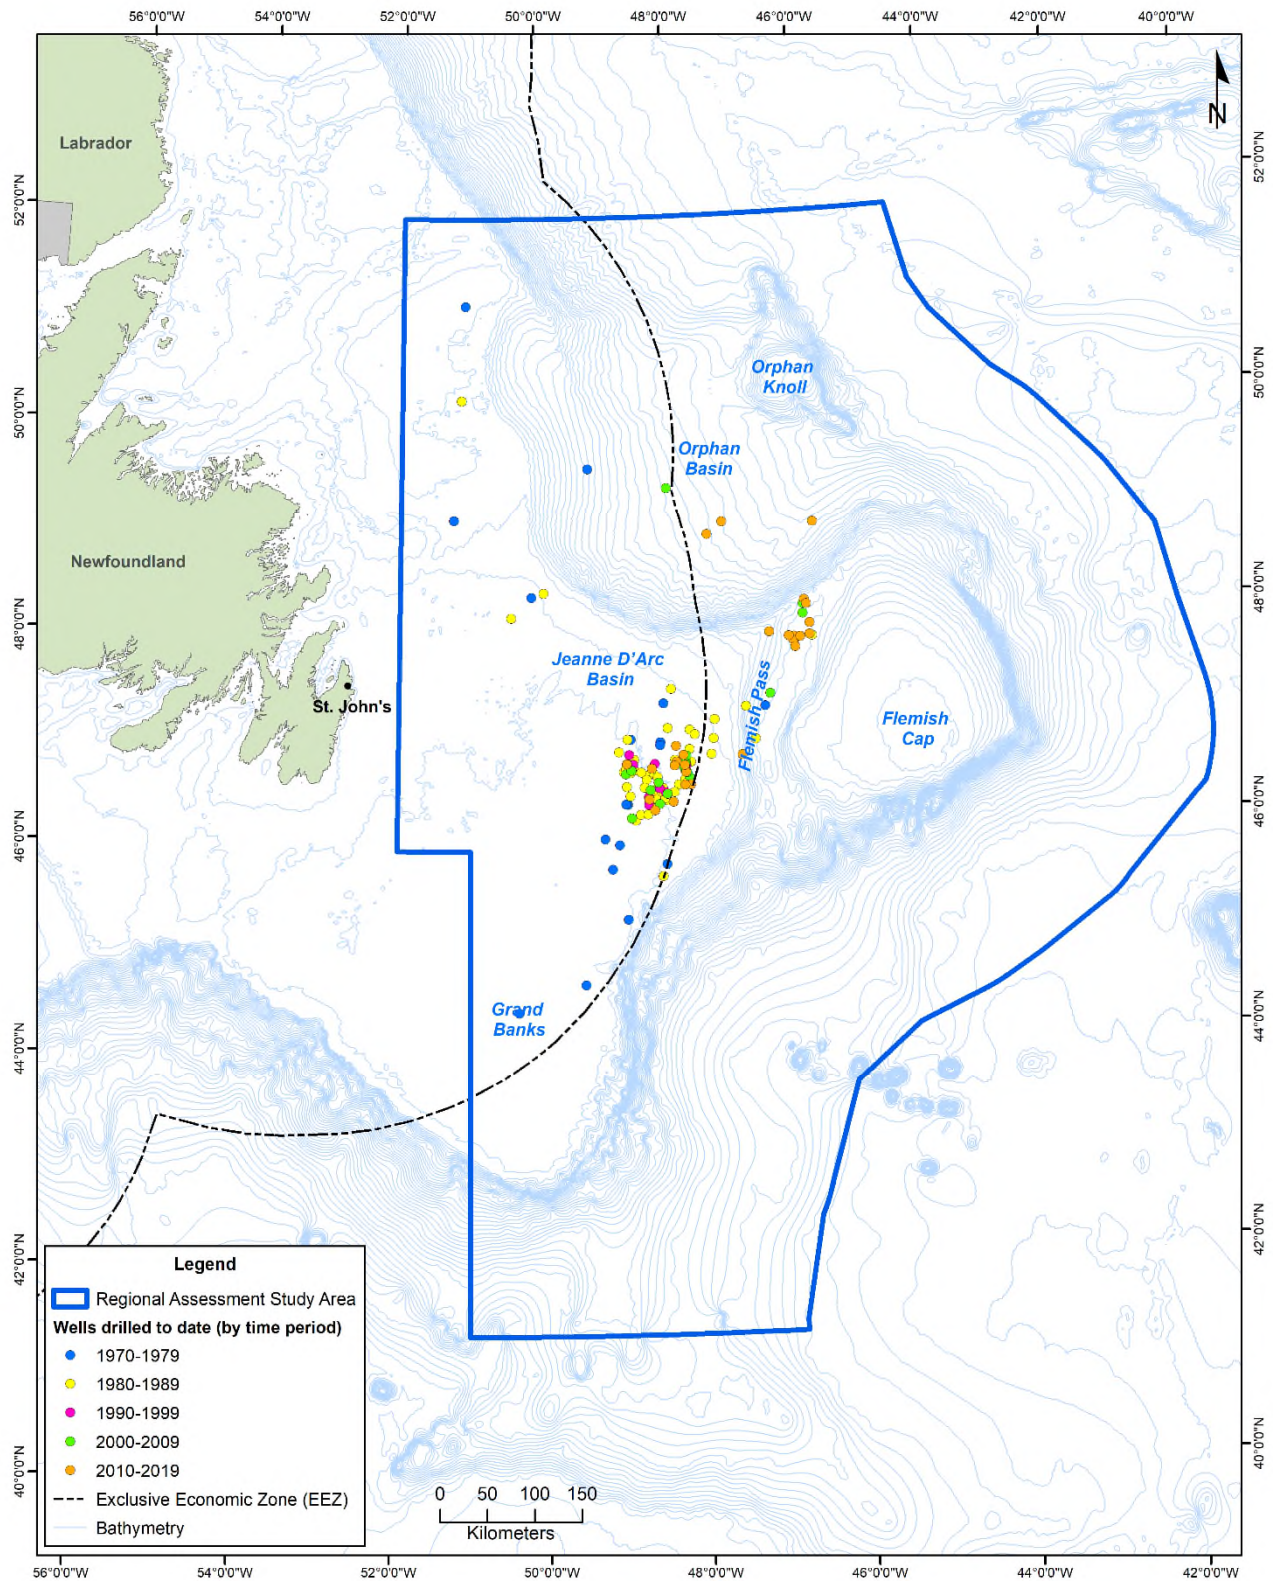 56°0'0"W 54°0'0"W 52°0'0"W 50°0'0"W 48°0'0"W 46°0'0"W 44°0'0"W 42°0'0"W 40°0'0"W
N
Labrador
52°0'0"N
52°0'0"N
Orphan
Knoll
50°0'0"N
50°0'0"N
Orphan
Basin
Newfoundland
48°0'0"N
48°0'0"N
Jeanne D'Arc
Basin
St. John's
Flemish Pass
Flemish
Cap
46°0'0"N
46°0'0"N
Grand
Banks
44°0'0"N
44°0'0"N
42°0'0"N
42°0'0"N
40°0'0"N
40°0'0"N
Legend
Regional Assessment Study Area
Wells drilled to date (by time period)
1970-1979
1980-1989
1990-1999
2000-2009
2010-2019
Exclusive Economic Zone (EEZ)
Bathymetry
0 50 100 150
Kilometers
56°0'0"W 54°0'0"W 52°0'0"W 50°0'0"W 48°0'0"W 46°0'0"W 44°0'0"W 42°0'0"W